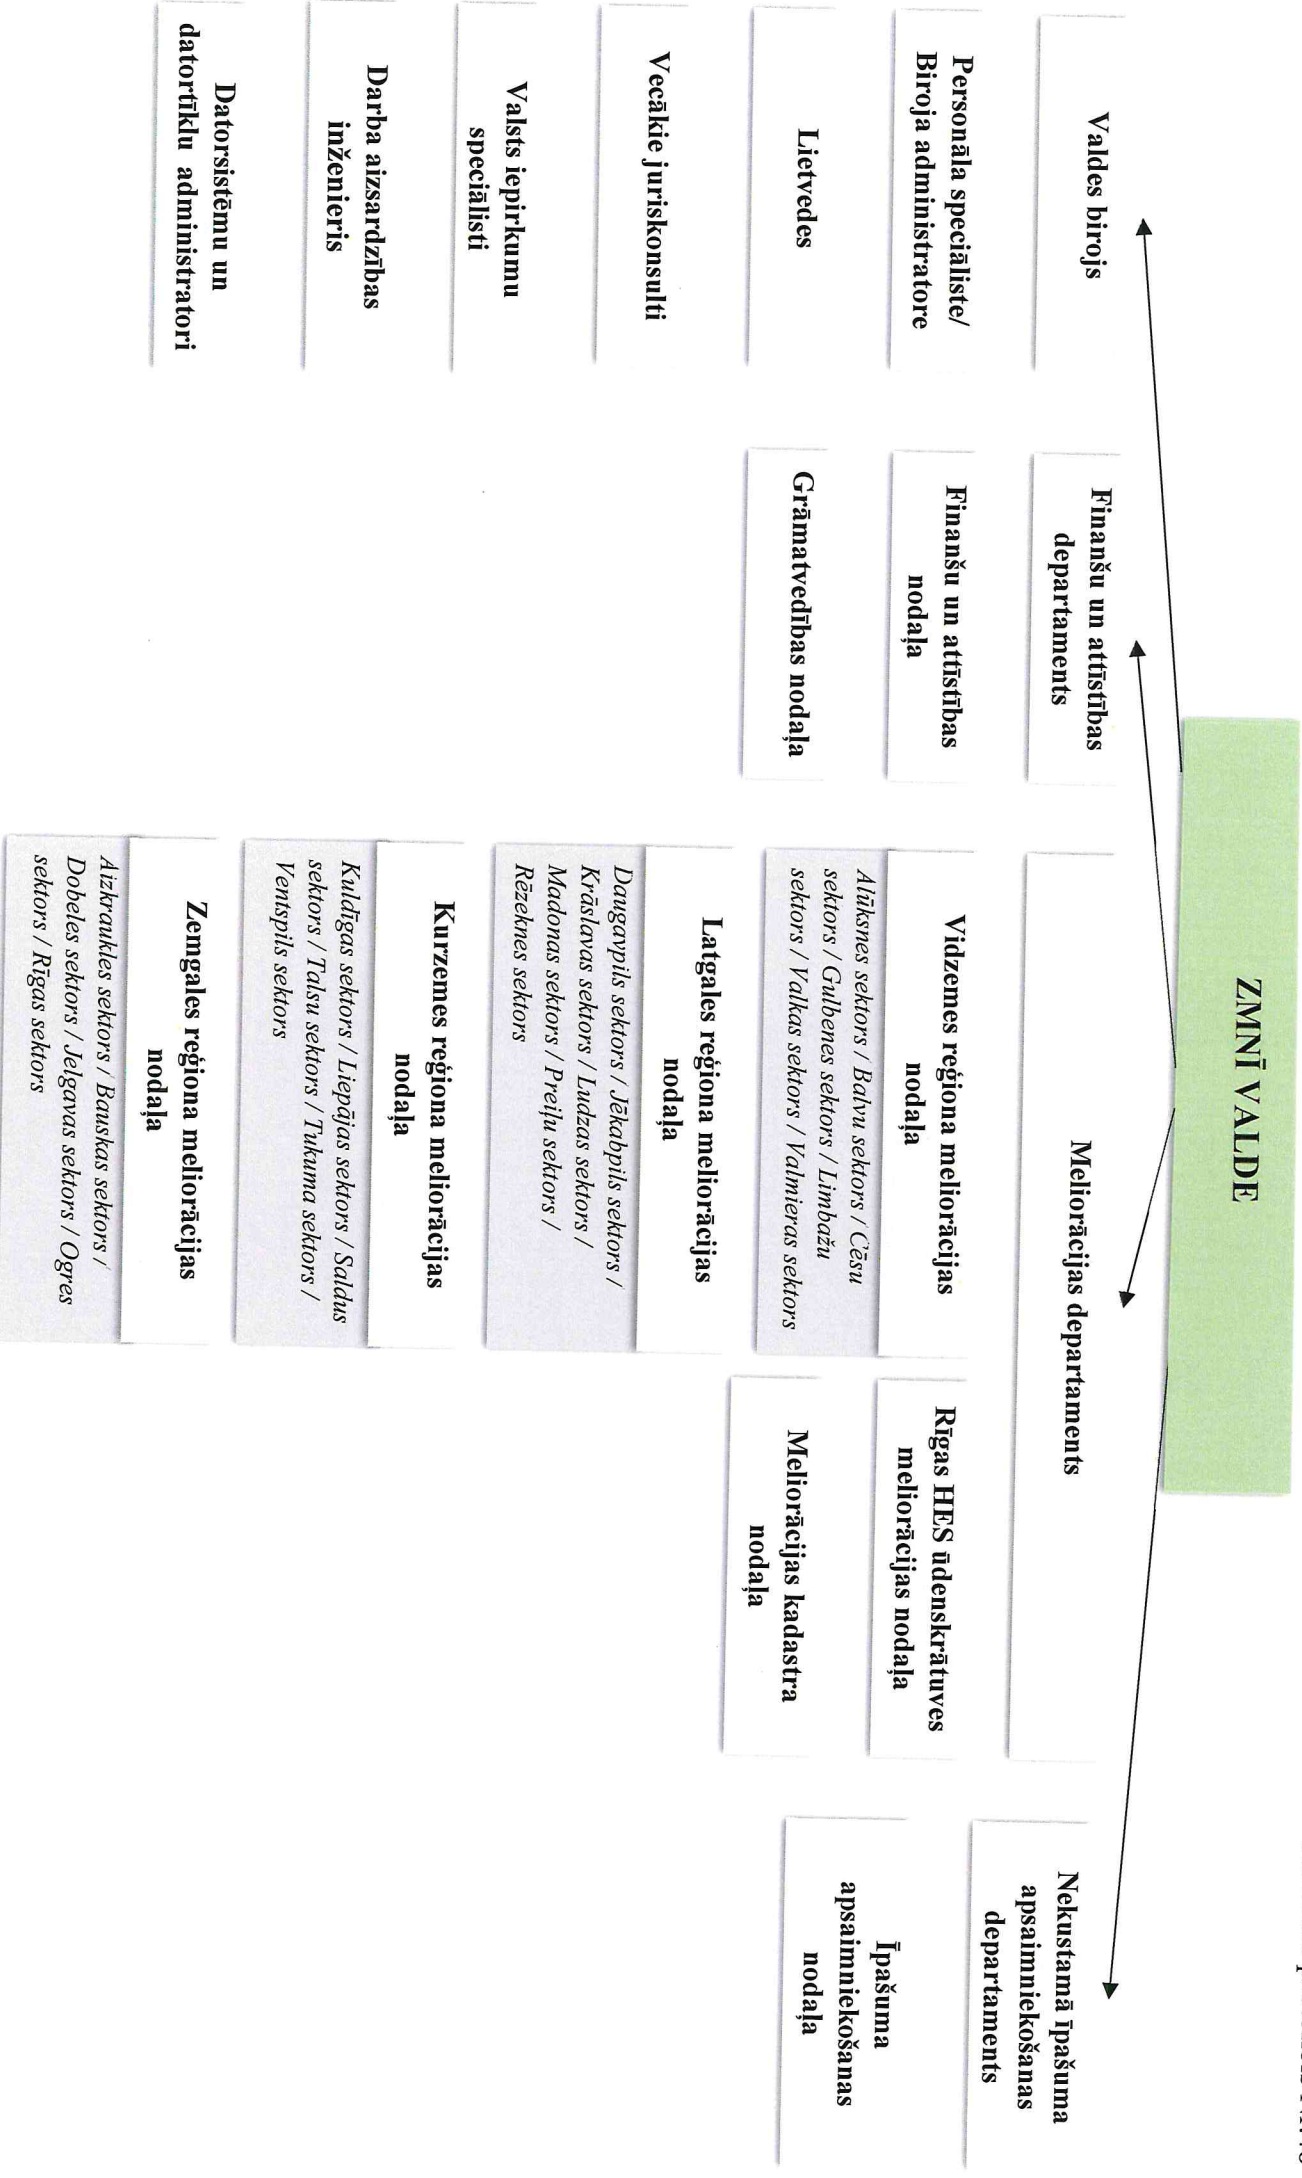 ZMNĪ VALDE
Valdes birojs
Personāla speciāliste/
Biroja administratore
Lietvedes
Vecākie juriskonsulti
Valsts iepirkumu
speciālisti
Darba aizsardzības
inženieris
Datorsistēmu un
datortīklu administratori
Finanšu un attīstības
departaments
Finanšu un attīstības
nodaļa
Grāmatvedības nodaļa
Meliorācijas departaments
Vidzemes reģiona meliorācijas
nodaļa
Alūksnes sektors / Balvu sektors / Cēsu
sektors / Gulbenes sektors / Limbažu
sektors / Valkas sektors / Valmieras sektors
Latgales reģiona meliorācijas
nodaļa
Daugavpils sektors / Jēkabpils sektors /
Krāslavas sektors / Ludzas sektors /
Madonas sektors / Preiļu sektors /
Rēzeknes sektors
Kurzemes reģiona meliorācijas
nodaļa
Kuldīgas sektors / Liepājas sektors / Saldus
sektors / Talsu sektors / Tukuma sektors /
Ventspils sektors
Zemgales reģiona meliorācijas
nodaļa
Aizkraukles sektors / Bauskas sektors /
Dobeles sektors / Jelgavas sektors / Ogres
sektors / Rīgas sektors
Rīgas HES ūdenskrātuves
meliorācijas nodaļa
Meliorācijas kadastra
nodaļa
Nekustamā īpašuma
apsaimniekošanas
departaments
Īpašuma
apsaimniekošanas
nodaļa